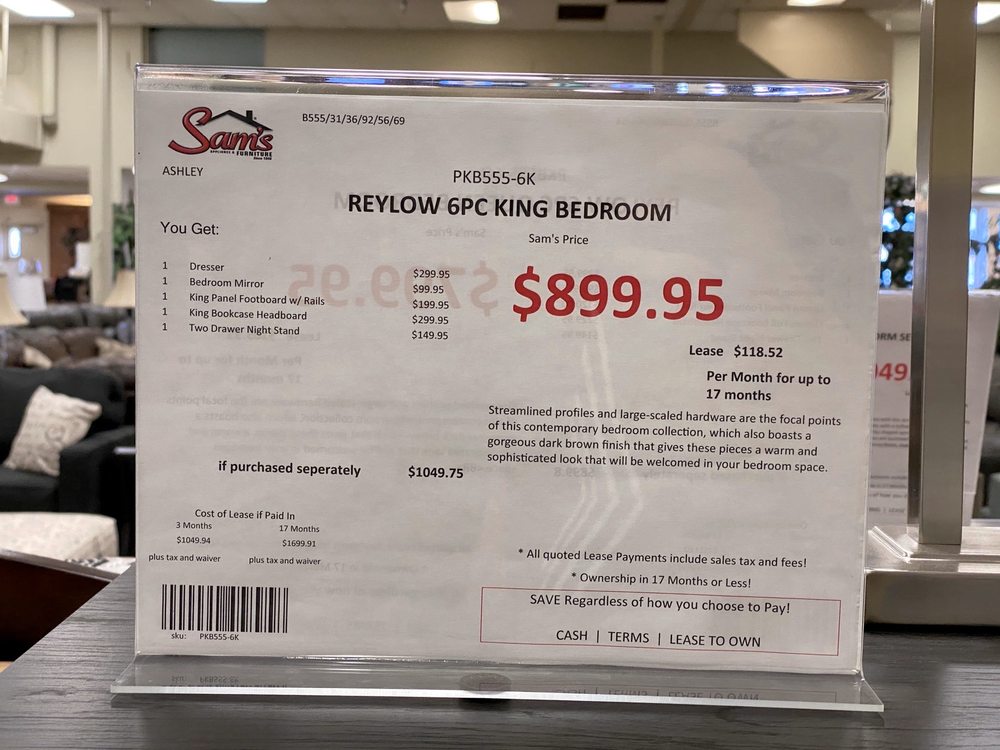 Sam's
APPLIANCE & FURNITURE
Since 1946
B555/31/36/92/56/69
ASHLEY
PKB555-6K
REYLOW 6PC KING BEDROOM
You Get:
Sam's Price
1 Dresser $299.95
1 Bedroom Mirror $99.95
1 King Panel Footboard w/ Rails $199.95
1 King Bookcase Headboard $299.95
1 Two Drawer Night Stand $149.95
$899.95
Lease $118.52
Per Month for up to
17 months
Streamlined profiles and large-scaled hardware are the focal points
of this contemporary bedroom collection, which also boasts a
gorgeous dark brown finish that gives these pieces a warm and
sophisticated look that will be welcomed in your bedroom space.
if purchased seperately $1049.75
Cost of Lease if Paid In
3 Months 17 Months
$1049.94 $1699.91
plus tax and waiver plus tax and waiver
* All quoted Lease Payments include sales tax and fees!
* Ownership in 17 Months or Less!
SAVE Regardless of how you choose to Pay!
CASH | TERMS | LEASE TO OWN
sku: PKB555-6K